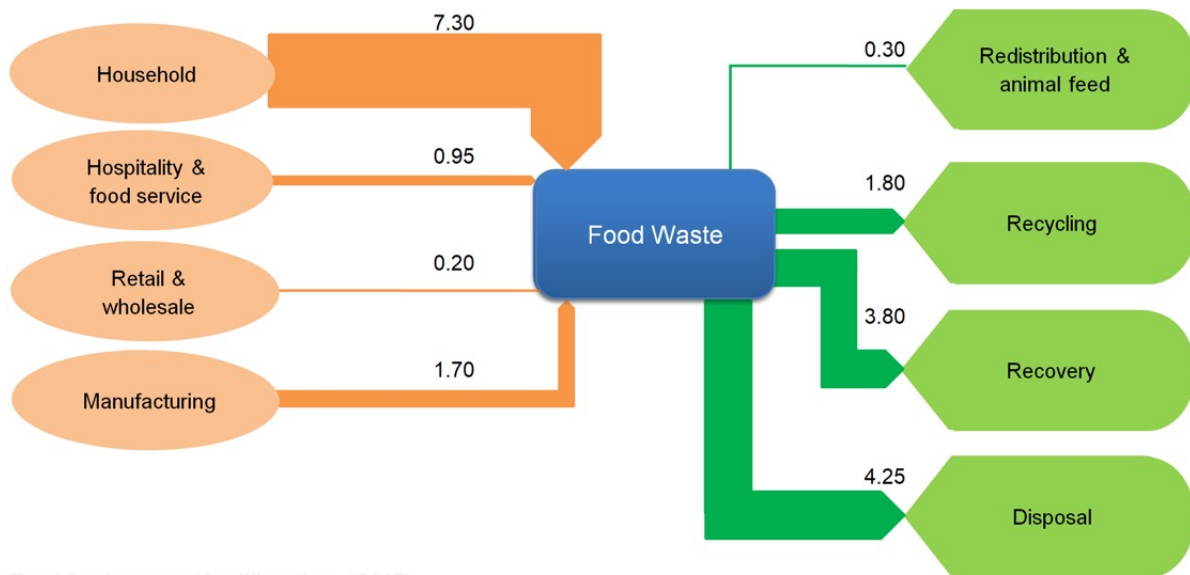 7.30
Household
0.95
Hospitality &
food service
0.20
Retail &
wholesale
1.70
Manufacturing
Food Waste
0.30
Redistribution &
animal feed
1.80
Recycling
3.80
Recovery
4.25
Disposal